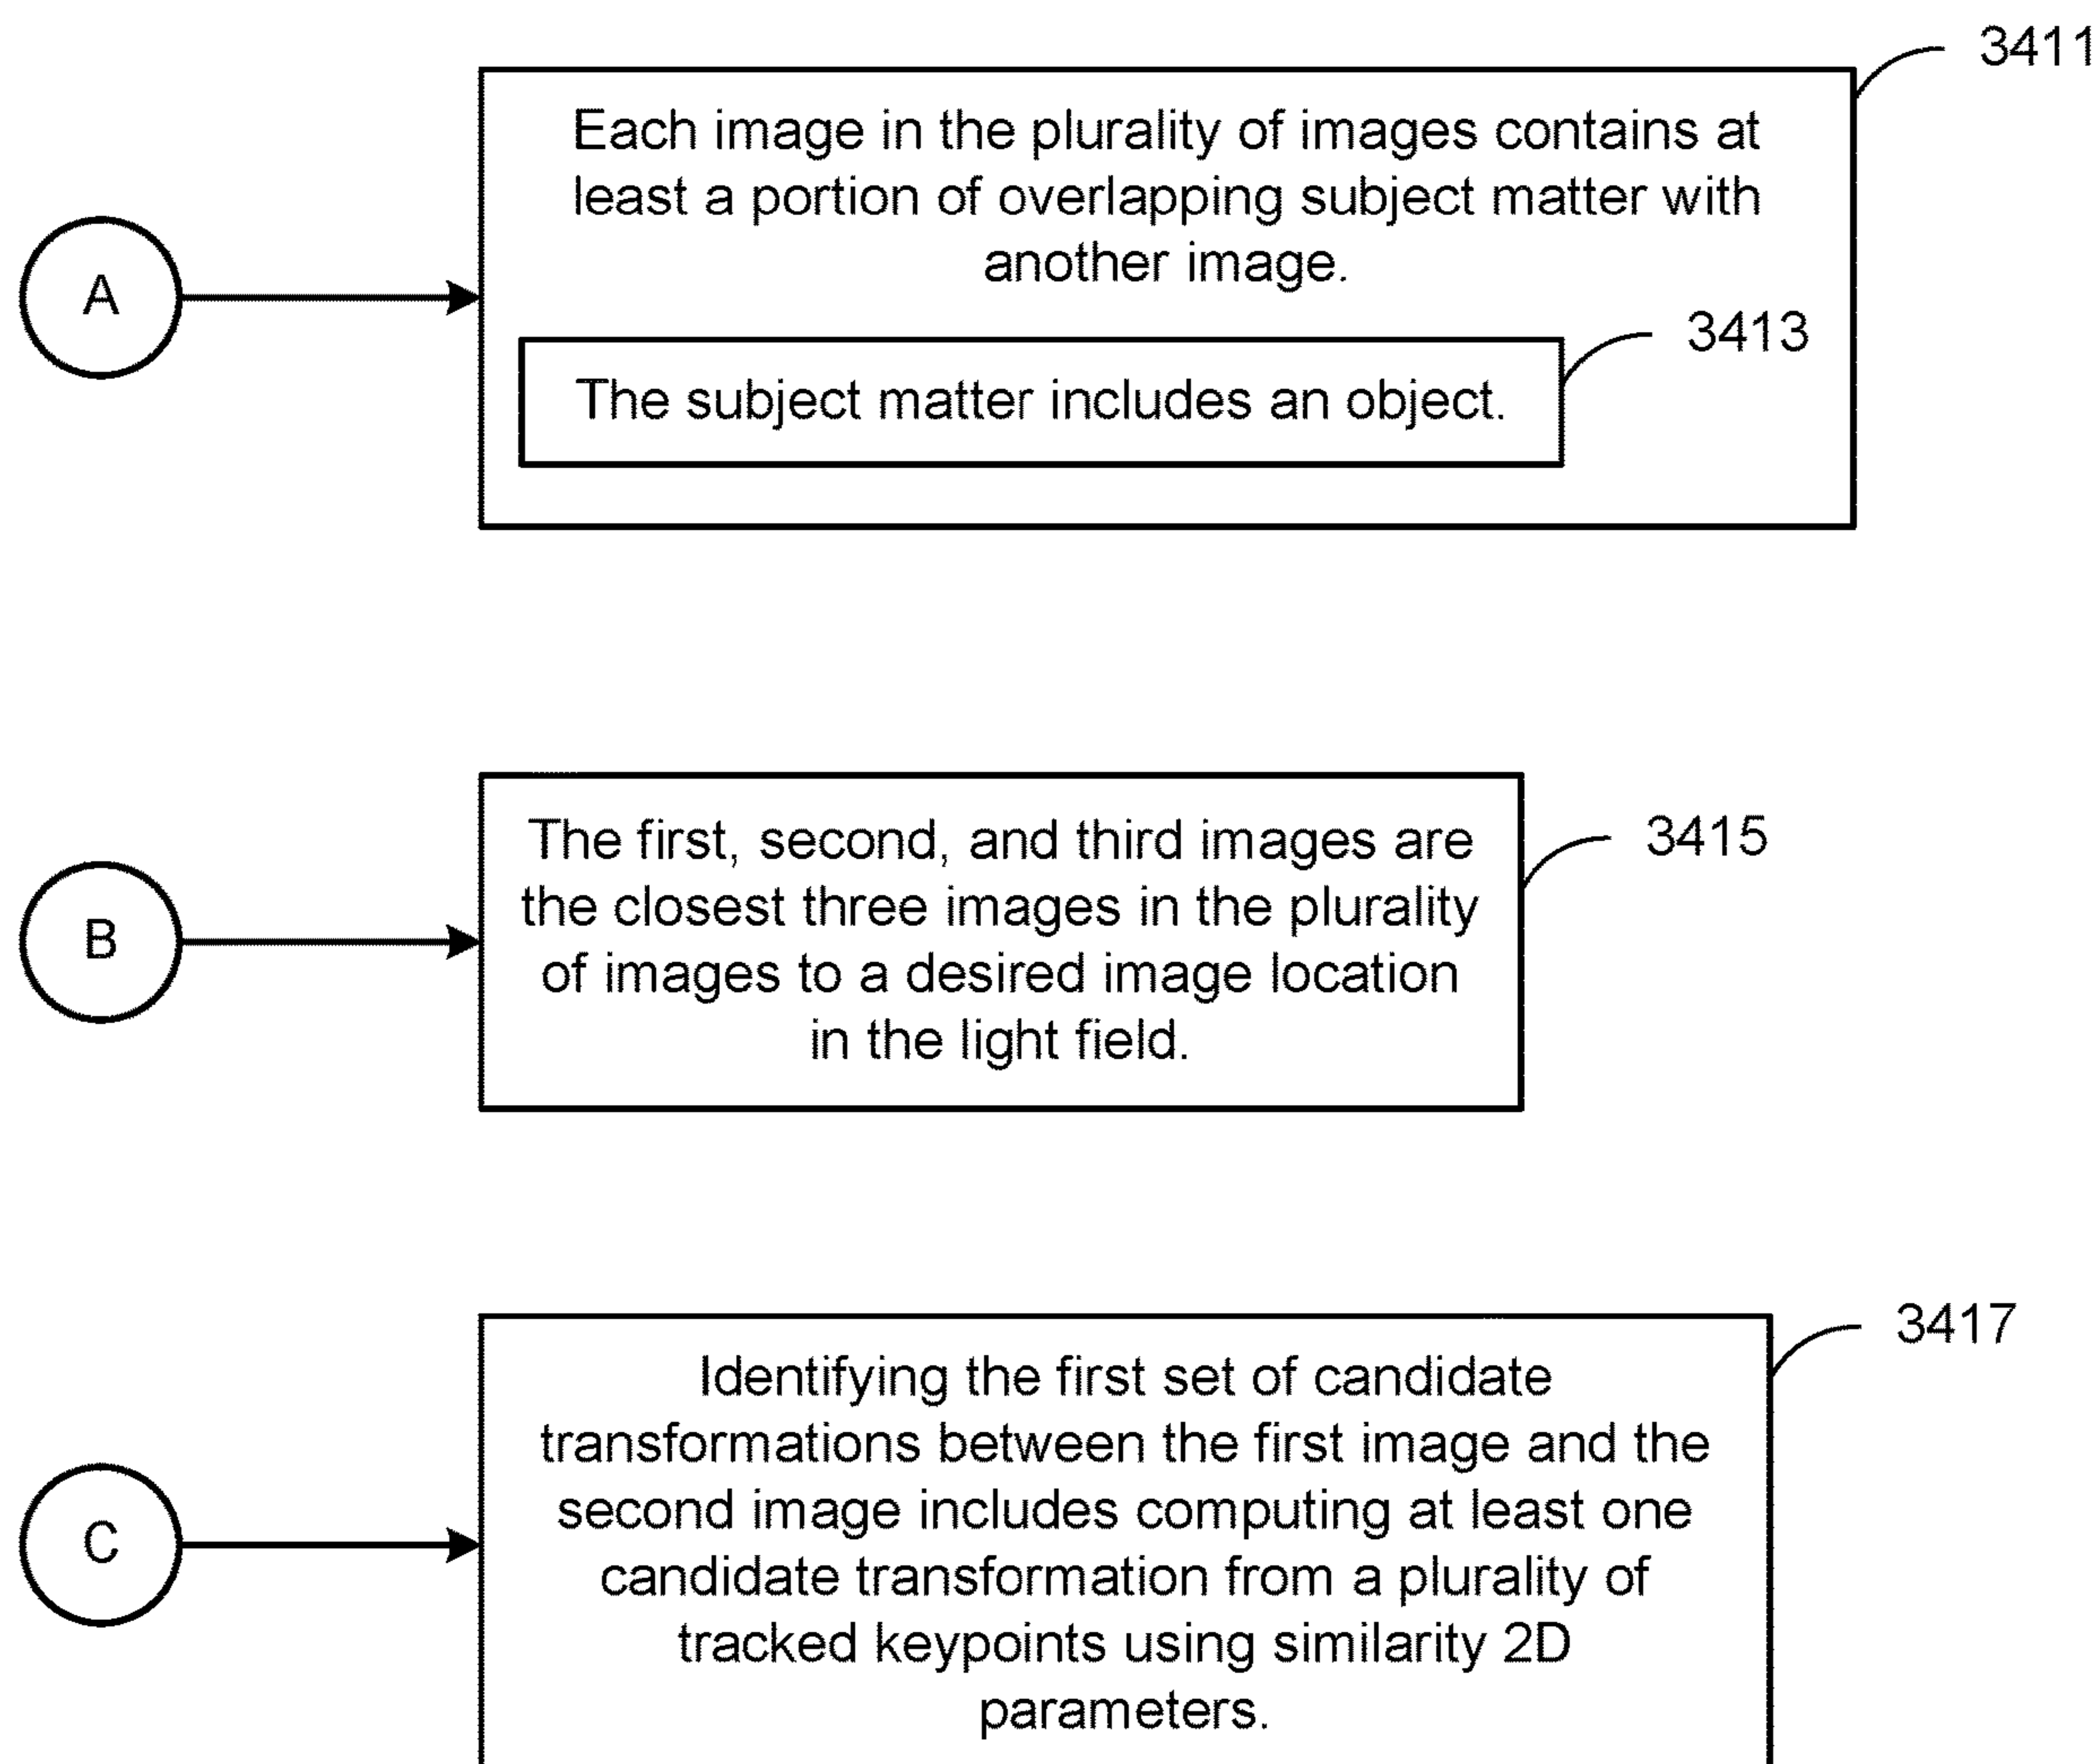 3411
Each image in the plurality of images contains at
least a portion of overlapping subject matter with
another image.
A
3413
The subject matter includes an object.
The first, second, and third images are
3415
the closest three images in the plurality
B
of images to a desired image location
in the light field.
3417
Identifying the first set of candidate
transformations between the first image and the
second image includes computing at least one
C
candidate transformation from a plurality of
tracked keypoints using similarity 2D
parameters.